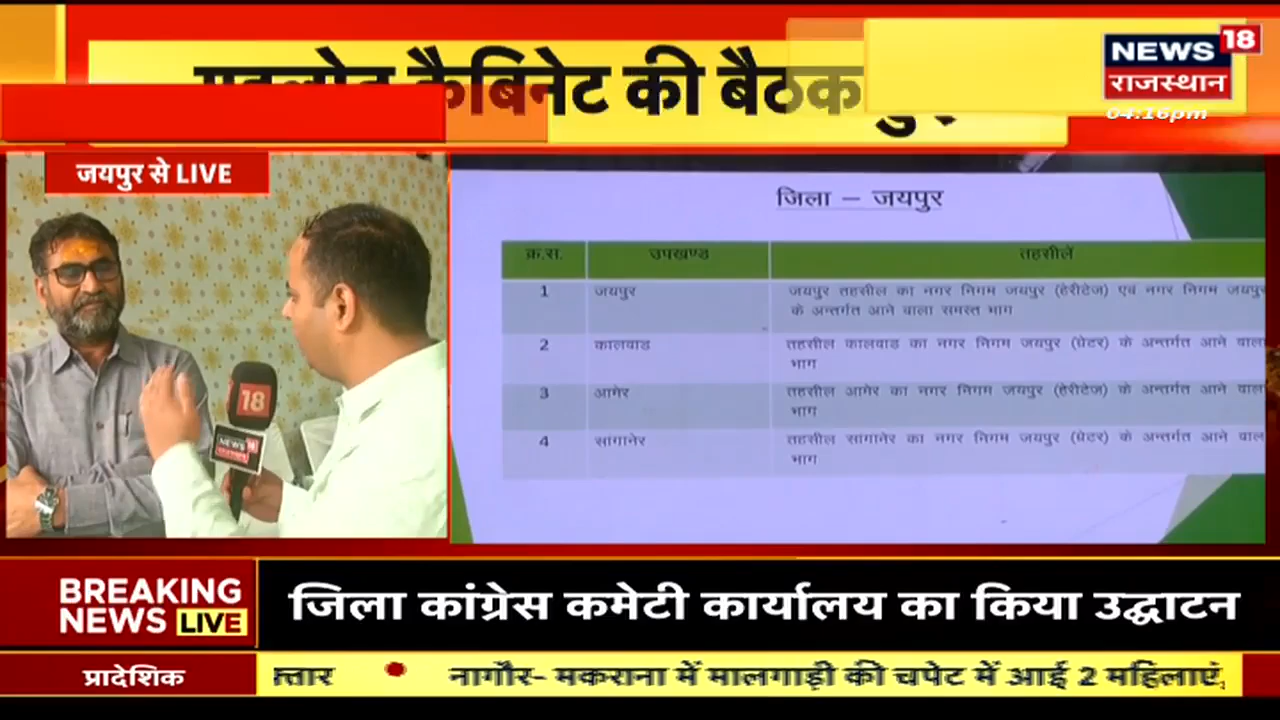 कैबिनेट की बैठक
NEWS 18
राजस्थान
04:16pm
जयपुर से LIVE
18
NEWS 18
जिला – जयपुर
क्र.स. उपखण्ड तहसीलें
1 जयपुर जयपुर तहसील का नगर निगम जयपुर (हेरीटेज) एवं नगर निगम जयपुर
के अन्तर्गत आने वाला समस्त भाग
2 कालवाड तहसील कालवाड का नगर निगम जयपुर (ग्रेटर) के अन्तर्गत आने वाल
भाग
3 आमेर तहसील आमेर का नगर निगम जयपुर (हेरीटेज) के अन्तर्गत आने वाल
भाग
4 सांगानेर तहसील सांगानेर का नगर निगम जयपुर (ग्रेटर) के अन्तर्गत आने वाल
भाग
BREAKING
NEWS LIVE
जिला कांग्रेस कमेटी कार्यालय का किया उद्घाटन
प्रादेशिक
नागौर- मकराना में मालगाड़ी की चपेट में आई 2 महिलाएं,